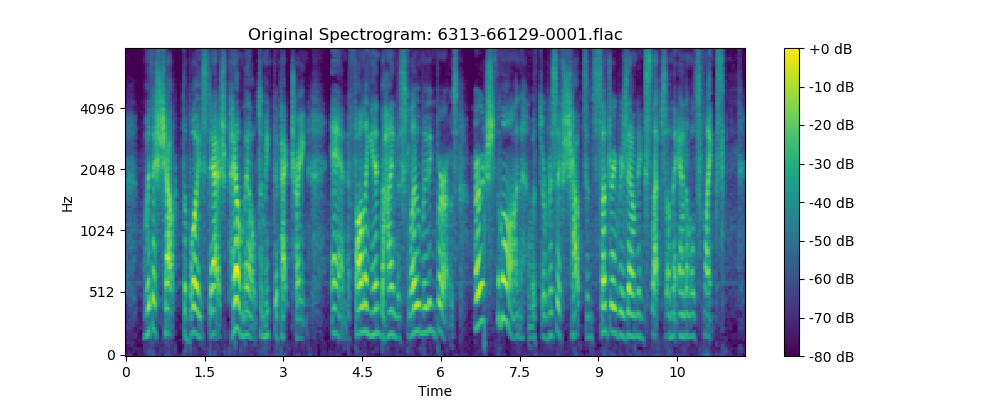 Original Spectrogram: 6313-66129-0001.flac
Hz
4096
2048
1024
512
0
0 1.5 3 4.5 6 7.5 9 10
Time
+0 dB
-10 dB
-20 dB
-30 dB
-40 dB
-50 dB
-60 dB
-70 dB
-80 dB